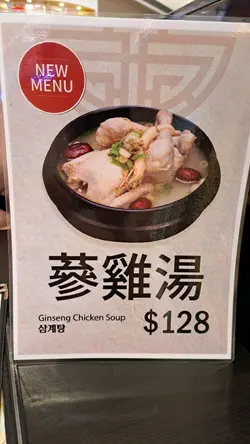 NEW
MENU
蔘雞湯
Ginseng Chicken Soup
삼계탕
$128